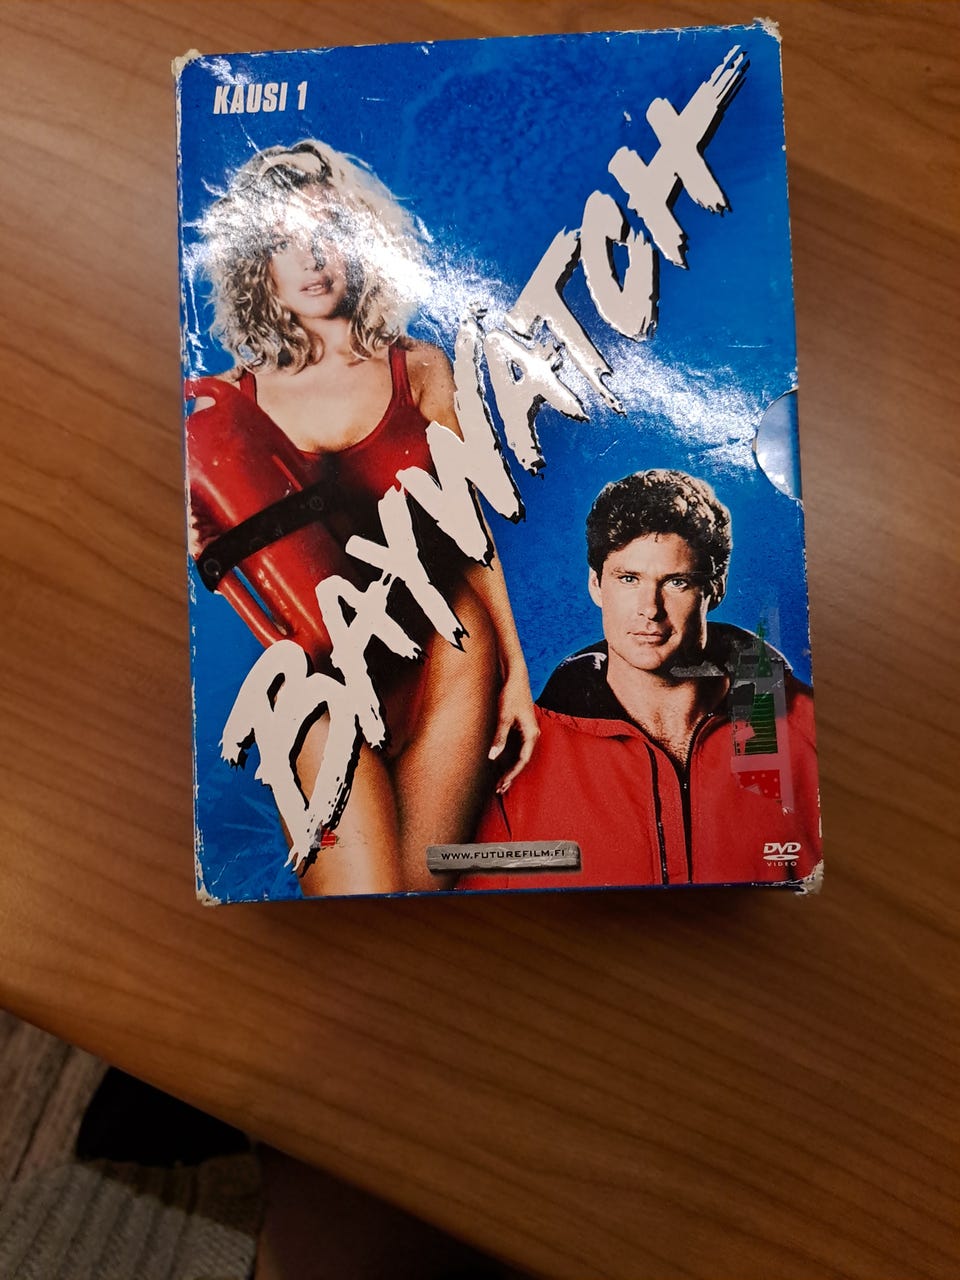 KAUSI 1
BAYWATCH
WWW.FUTUREFILM.FI
DVD
VIDEO